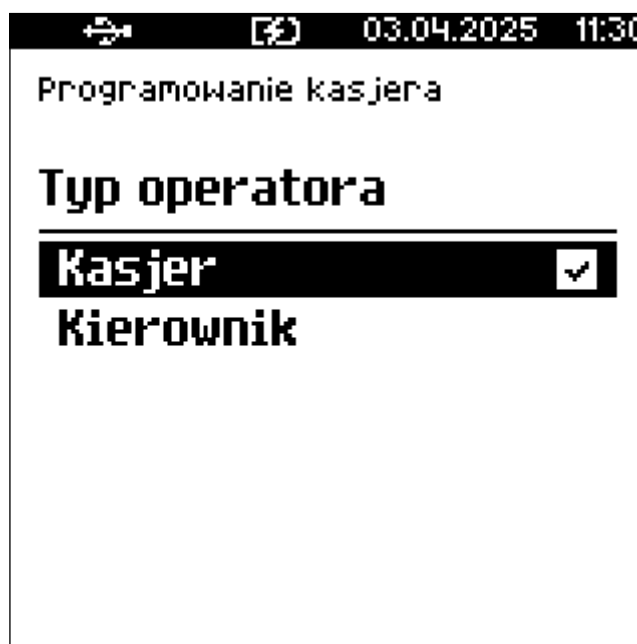 03.04.2025 11:30
Programowanie kasjera
Typ operatora
Kasjer
Kierownik